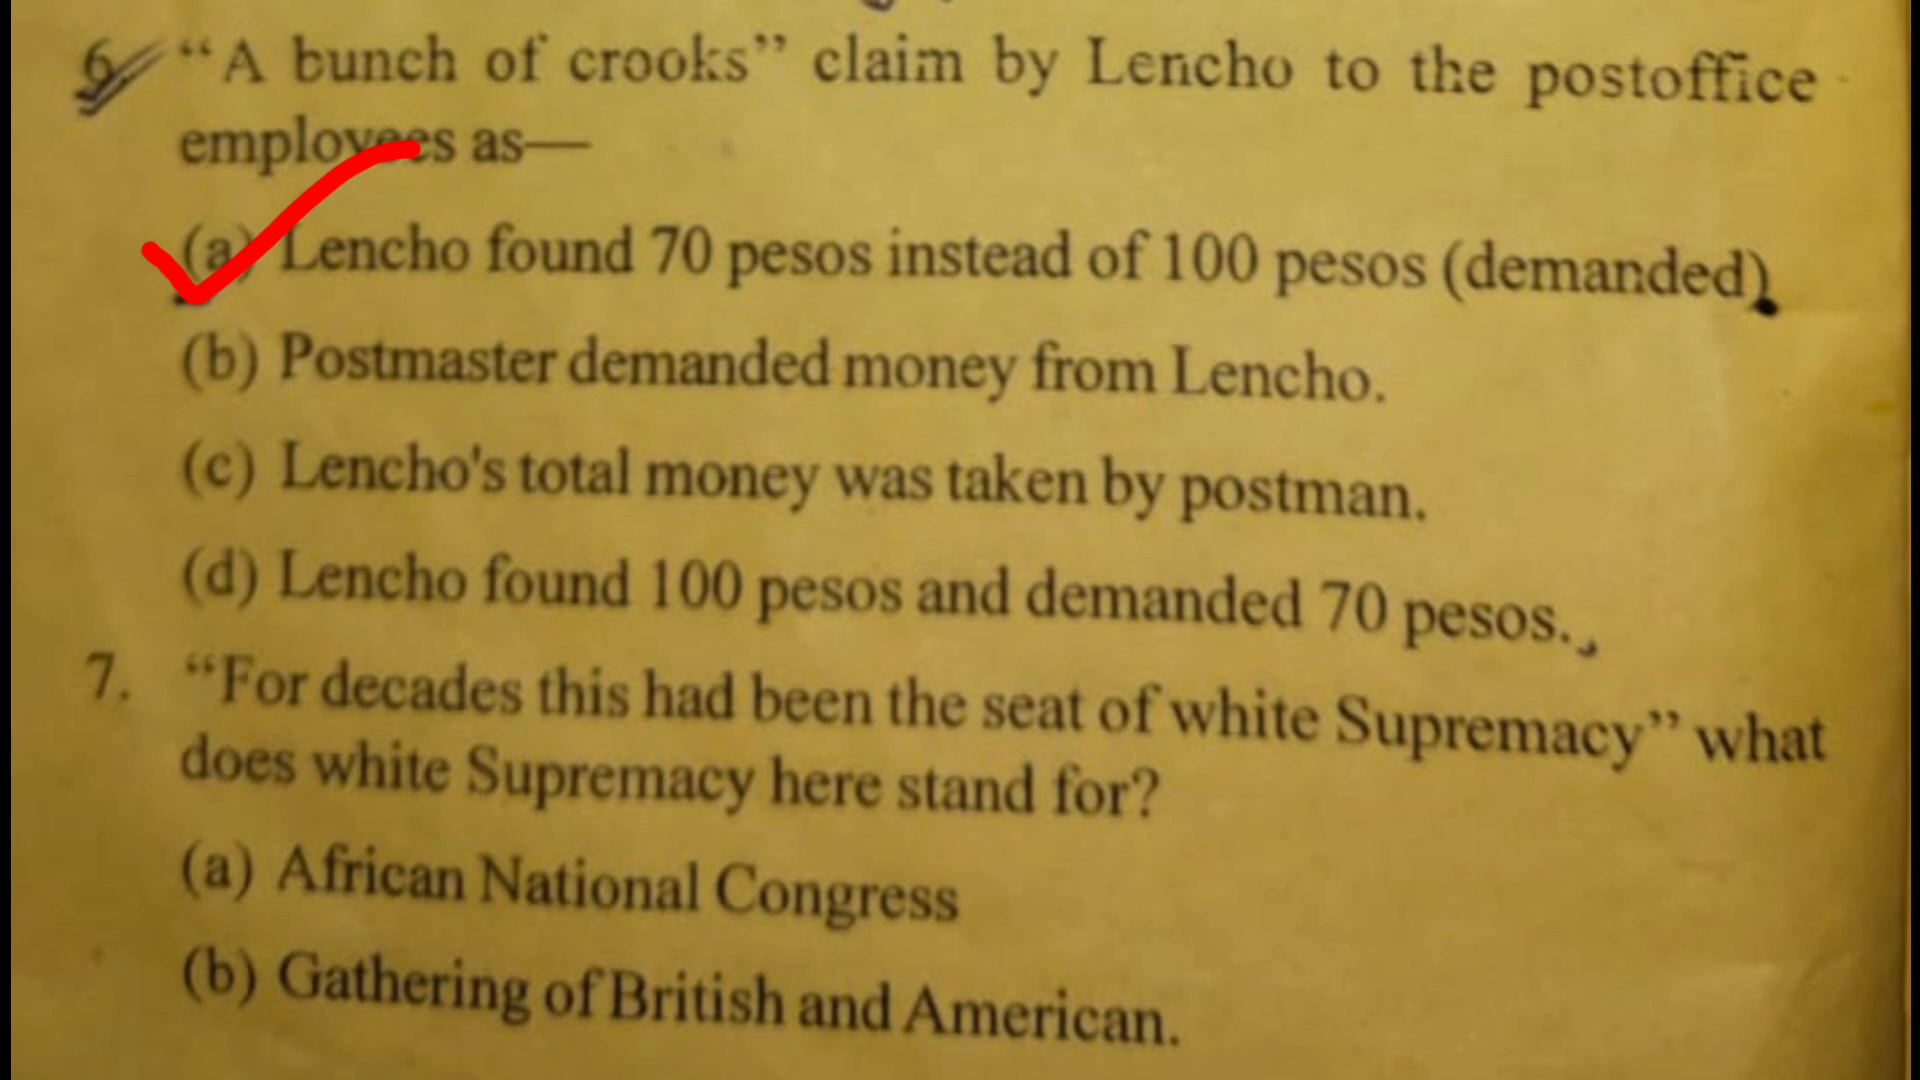 6. “A bunch of crooks” claim by Lencho to the postoffice
employees as—
(a) Lencho found 70 pesos instead of 100 pesos (demanded)
(b) Postmaster demanded money from Lencho.
(c) Lencho's total money was taken by postman.
(d) Lencho found 100 pesos and demanded 70 pesos.
7. “For decades this had been the seat of white Supremacy” what
does white Supremacy here stand for?
(a) African National Congress
(b) Gathering of British and American.